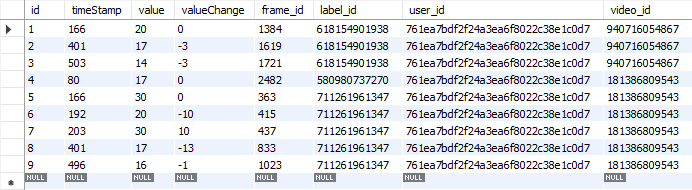 id timeStamp value valueChange frame_id label_id user_id video_id
1 166 20 0 1384 618154901938 761ea7bdf2f24a3ea6f8022c38e1c0d7 940716054867
2 401 17 -3 1619 618154901938 761ea7bdf2f24a3ea6f8022c38e1c0d7 940716054867
3 503 14 -3 1721 618154901938 761ea7bdf2f24a3ea6f8022c38e1c0d7 940716054867
4 80 17 0 2482 580980737270 761ea7bdf2f24a3ea6f8022c38e1c0d7 181386809543
5 166 30 0 363 711261961347 761ea7bdf2f24a3ea6f8022c38e1c0d7 181386809543
6 192 20 -10 415 711261961347 761ea7bdf2f24a3ea6f8022c38e1c0d7 181386809543
7 203 30 10 437 711261961347 761ea7bdf2f24a3ea6f8022c38e1c0d7 181386809543
8 401 17 -13 833 711261961347 761ea7bdf2f24a3ea6f8022c38e1c0d7 181386809543
9 496 16 -1 1023 711261961347 761ea7bdf2f24a3ea6f8022c38e1c0d7 181386809543
NULL NULL NULL NULL NULL NULL NULL NULL